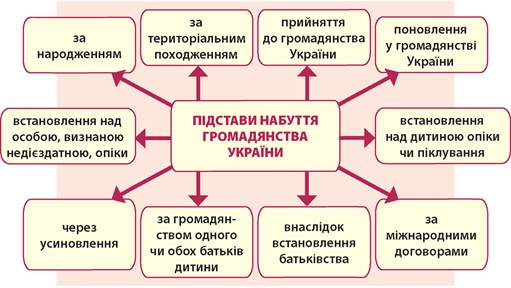 за
народженням
за
територіальним
походженням
прийняття
до громадянства
України
поновлення
у громадянстві
України
встановлення над
особою, визнаною
недієздатною, опіки
ПІДСТАВИ НАБУТТЯ
ГРОМАДЯНСТВА
УКРАЇНИ
встановлення
над дитиною опіки
чи піклування
через
усиновлення
за громадян-
ством одного
чи обох батьків
дитини
внаслідок
встановлення
батьківства
за
міжнародними
договорами